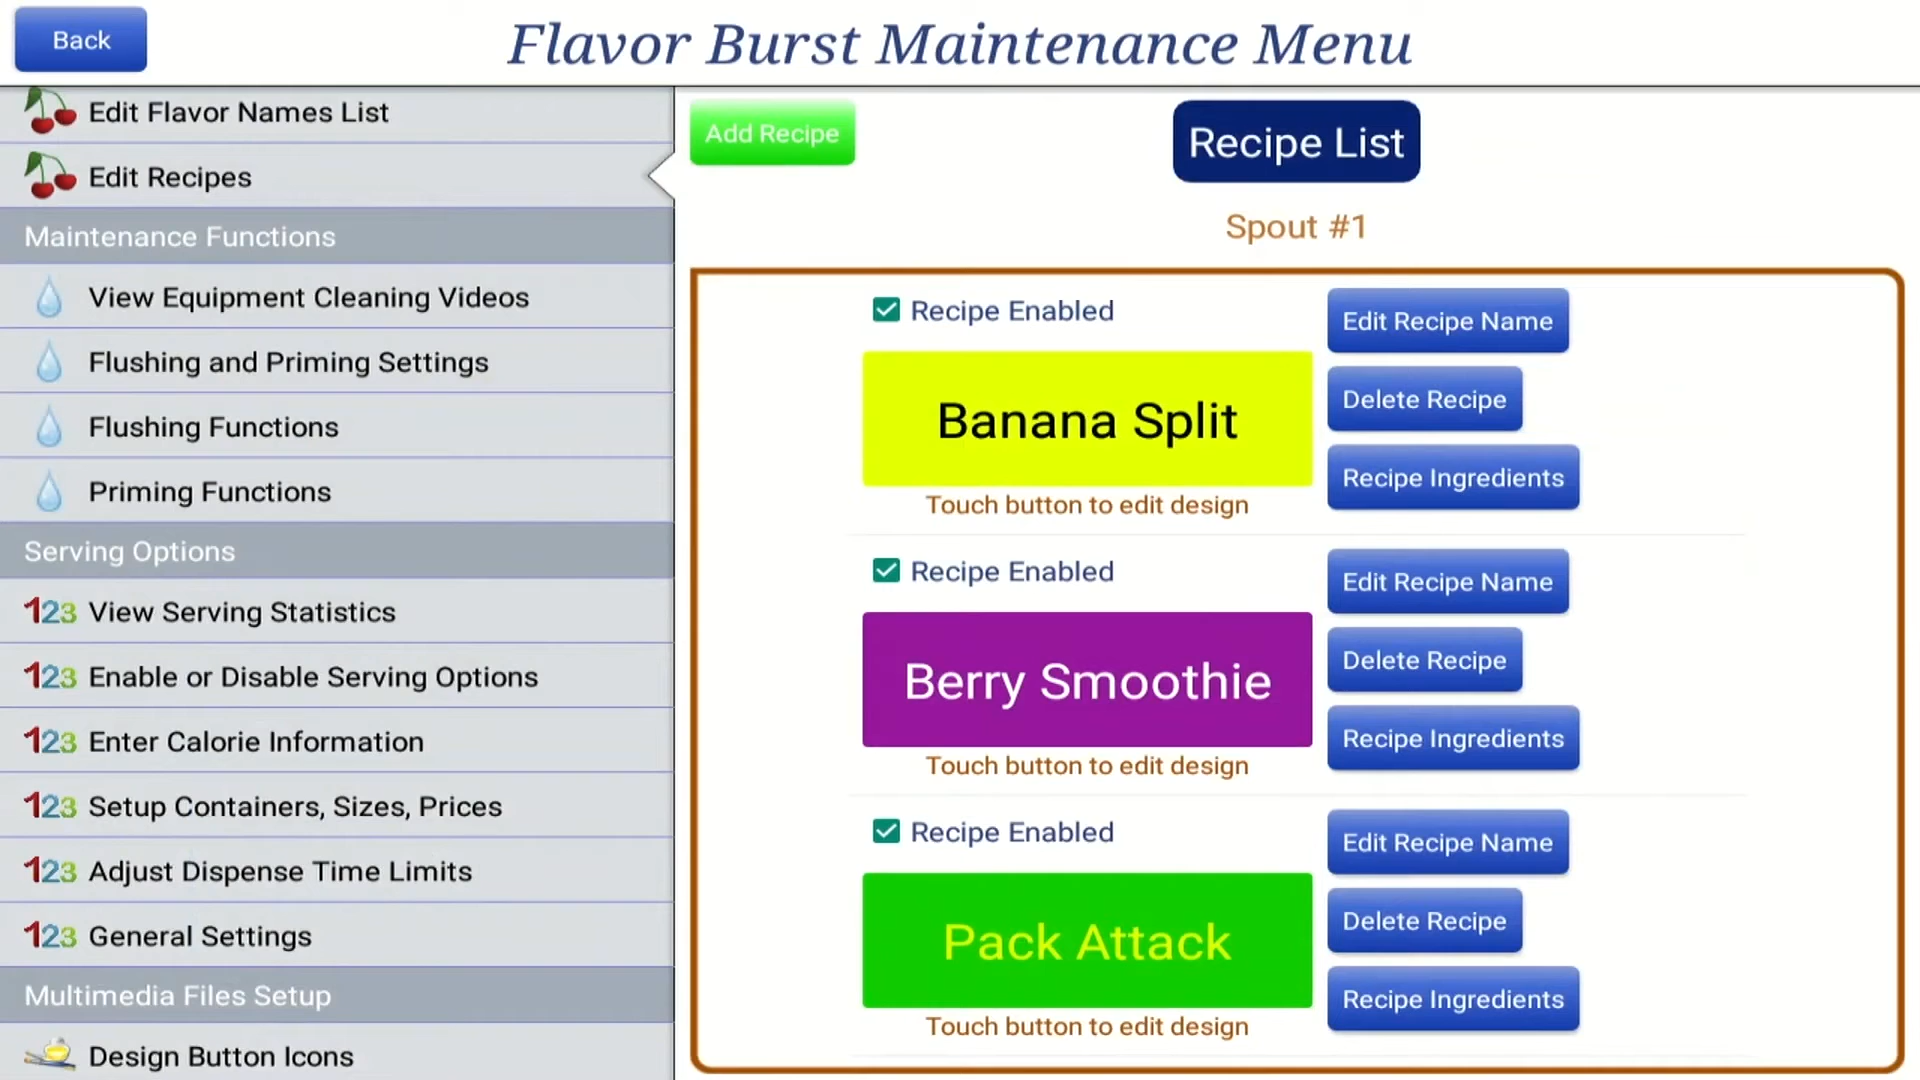 Back
Flavor Burst Maintenance Menu
Edit Flavor Names List
Edit Recipes
Maintenance Functions
View Equipment Cleaning Videos
Flushing and Priming Settings
Flushing Functions
Priming Functions
Serving Options
123 View Serving Statistics
123 Enable or Disable Serving Options
123 Enter Calorie Information
123 Setup Containers, Sizes, Prices
123 Adjust Dispense Time Limits
123 General Settings
Multimedia Files Setup
Design Button Icons
Add Recipe
Recipe List
Spout #1
Recipe Enabled
Edit Recipe Name
Banana Split
Delete Recipe
Recipe Ingredients
Touch button to edit design
Recipe Enabled
Edit Recipe Name
Berry Smoothie
Delete Recipe
Recipe Ingredients
Touch button to edit design
Recipe Enabled
Edit Recipe Name
Pack Attack
Delete Recipe
Recipe Ingredients
Touch button to edit design